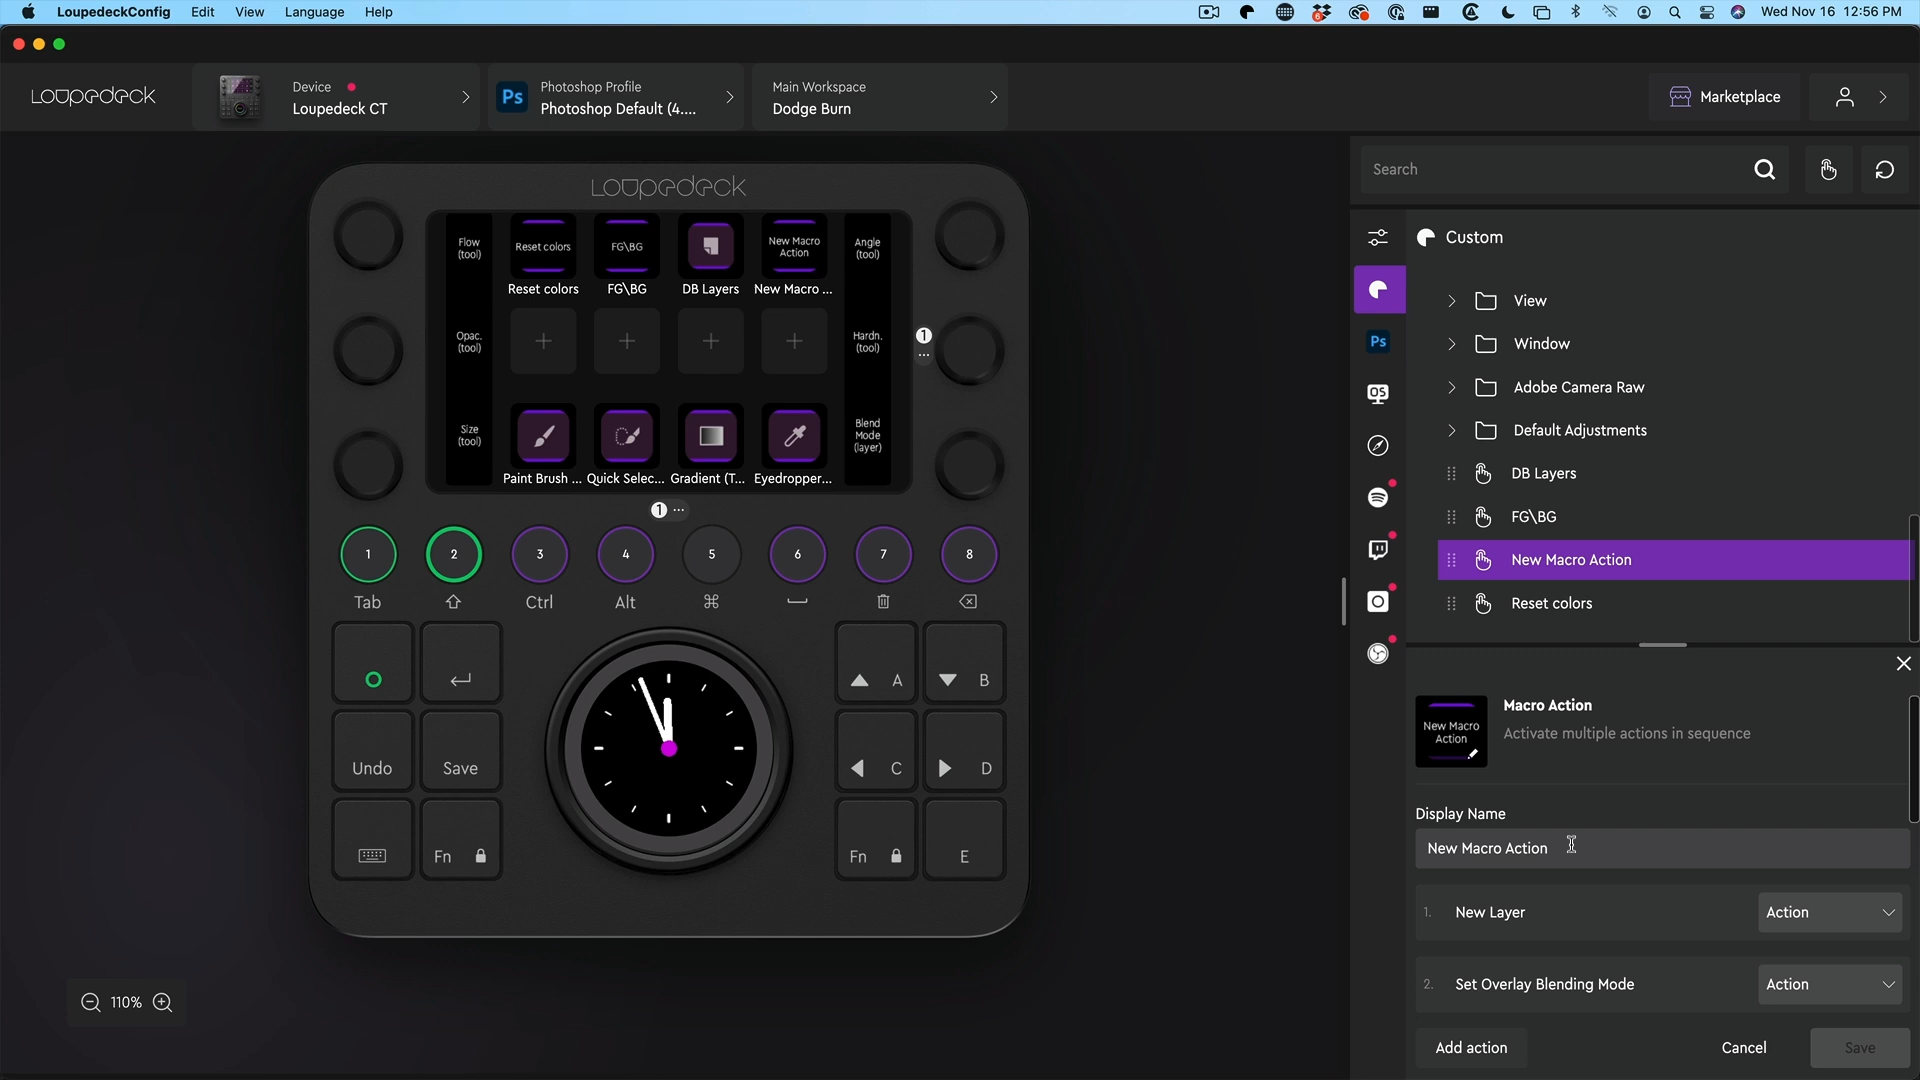 LoupedeckConfig Edit View Language Help
Wed Nov 16 12:56 PM
6
Loupedeck
Device
Loupedeck CT
Ps
Photoshop Profile
Photoshop Default (4....
Main Workspace
Dodge Burn
Marketplace
Loupedeck
Flow
(tool)
Reset colors
FG\BG
New Macro
Action
Angle
(tool)
Reset colors
FG\BG
DB Layers
New Macro ...
Opac.
(tool)
Hardn.
(tool)
1
...
Size
(tool)
Blend
Mode
(layer)
Paint Brush ...
Quick Selec...
Gradient (T...
Eyedropper...
1 ...
1 2 3 4 5 6 7 8
Tab
Ctrl
Alt
A
B
Undo
Save
C
D
Fn
Fn
E
110%
Search
Custom
Ps
OS
View
Window
Adobe Camera Raw
Default Adjustments
DB Layers
FG\BG
New Macro Action
Reset colors
New Macro
Action
Macro Action
Activate multiple actions in sequence
Display Name
New Macro Action
1. New Layer Action
2. Set Overlay Blending Mode Action
Add action
Cancel
Save